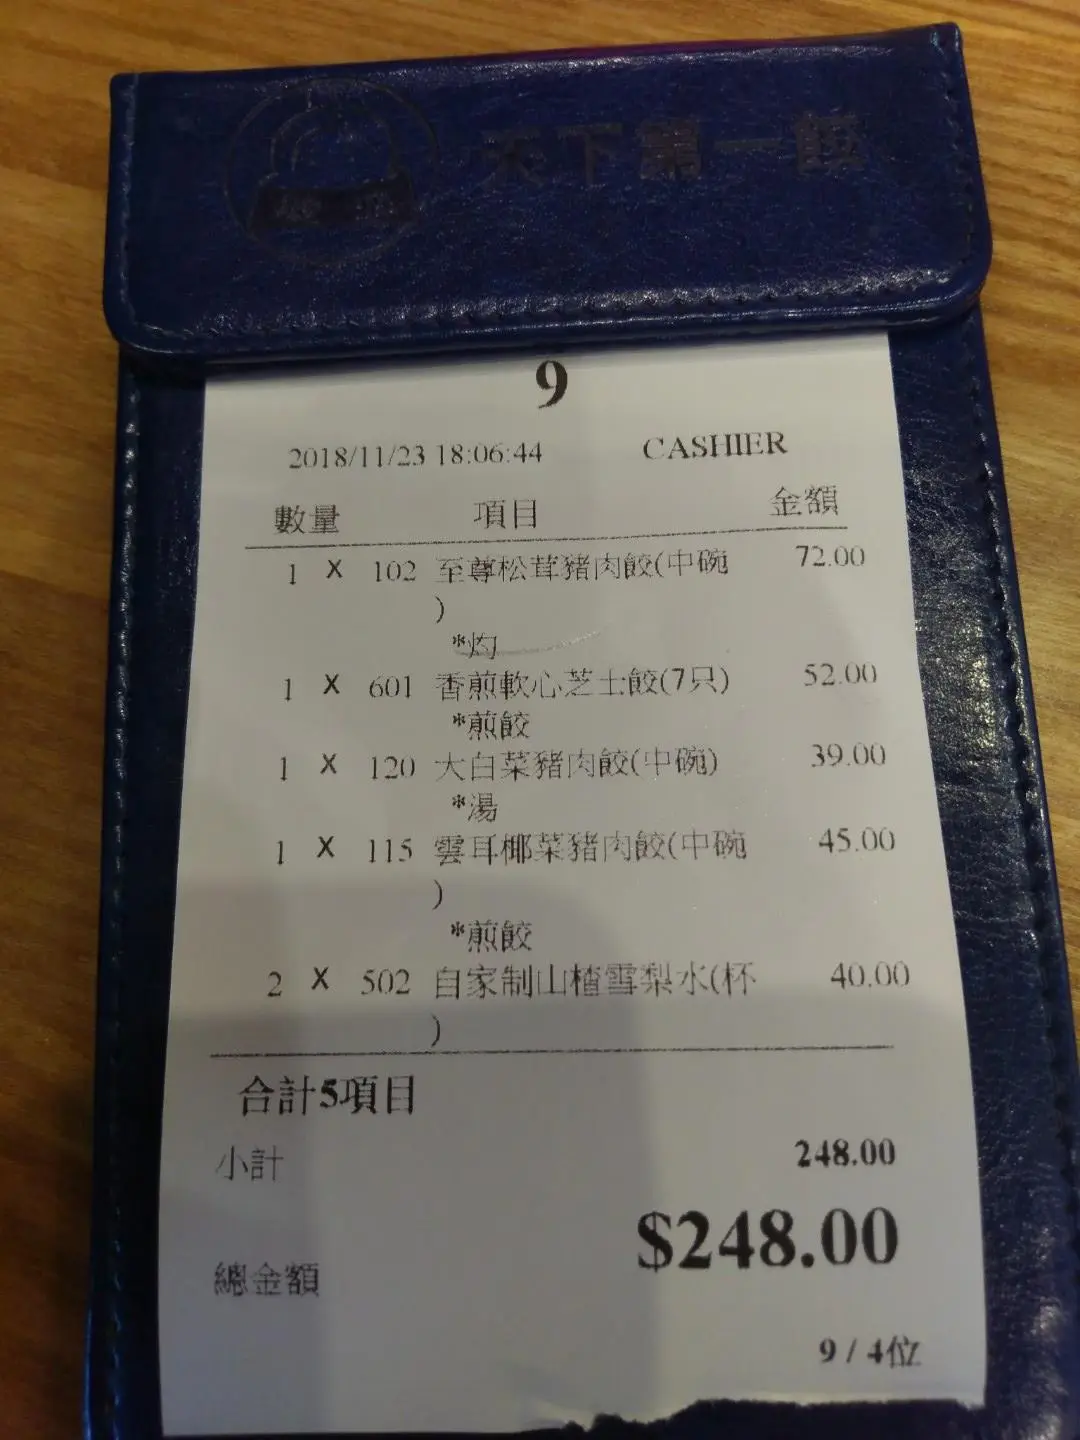 天下第一餃
9
2018/11/23 18:06:44 CASHIER
數量 項目 金額
1 X 102 至尊松茸豬肉餃(中碗 72.00
)
*灼
1 X 601 香煎軟心芝士餃(7只) 52.00
*煎餃
1 X 120 大白菜豬肉餃(中碗) 39.00
*湯
1 X 115 雲耳椰菜豬肉餃(中碗 45.00
)
*煎餃
2 X 502 自家制山楂雪梨水(杯 40.00
)
合計5項目
小計 248.00
$248.00
總金額
9 / 4位